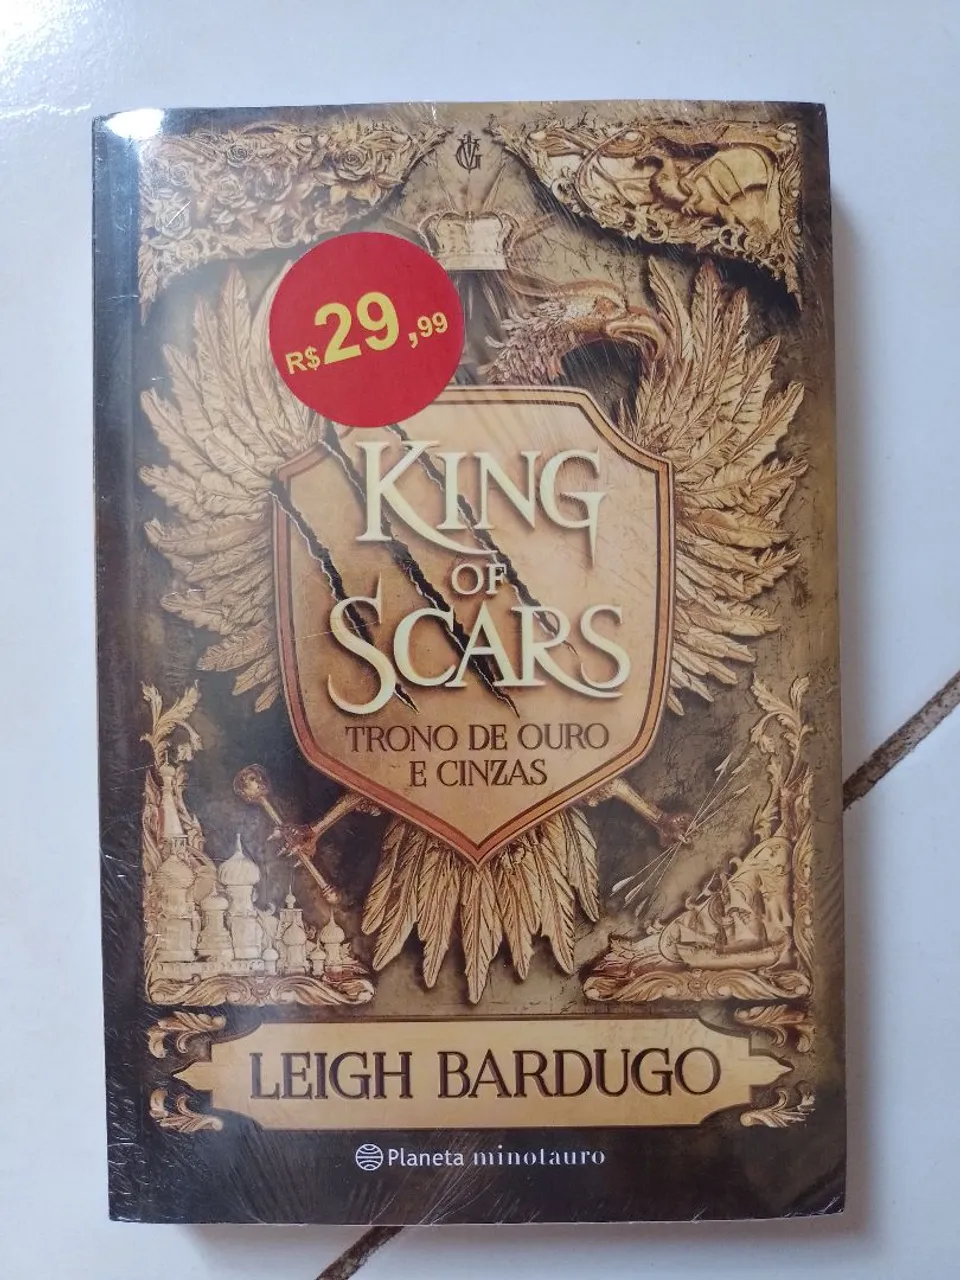 R$29,99
KING
OF
SCARS
TRONO DE OURO
E CINZAS
LEIGH BARDUGO
Planeta minotauro